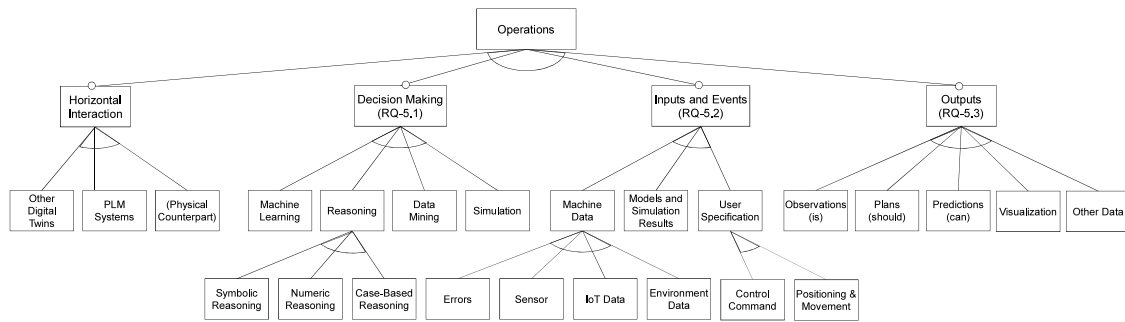 Operations
Horizontal
Interaction
Decision Making
(RQ-5.1)
Inputs and Events
(RQ-5.2)
Outputs
(RQ-5.3)
Other
Digital
Twins
PLM
Systems
(Physical
Counterpart)
Machine
Learning
Reasoning
Data
Mining
Simulation
Machine
Data
Models and
Simulation
Results
User
Specification
Observations
(is)
Plans
(should)
Predictions
(can)
Visualization
Other Data
Symbolic
Reasoning
Numeric
Reasoning
Case-Based
Reasoning
Errors
Sensor
IoT Data
Environment
Data
Control
Command
Positioning &
Movement